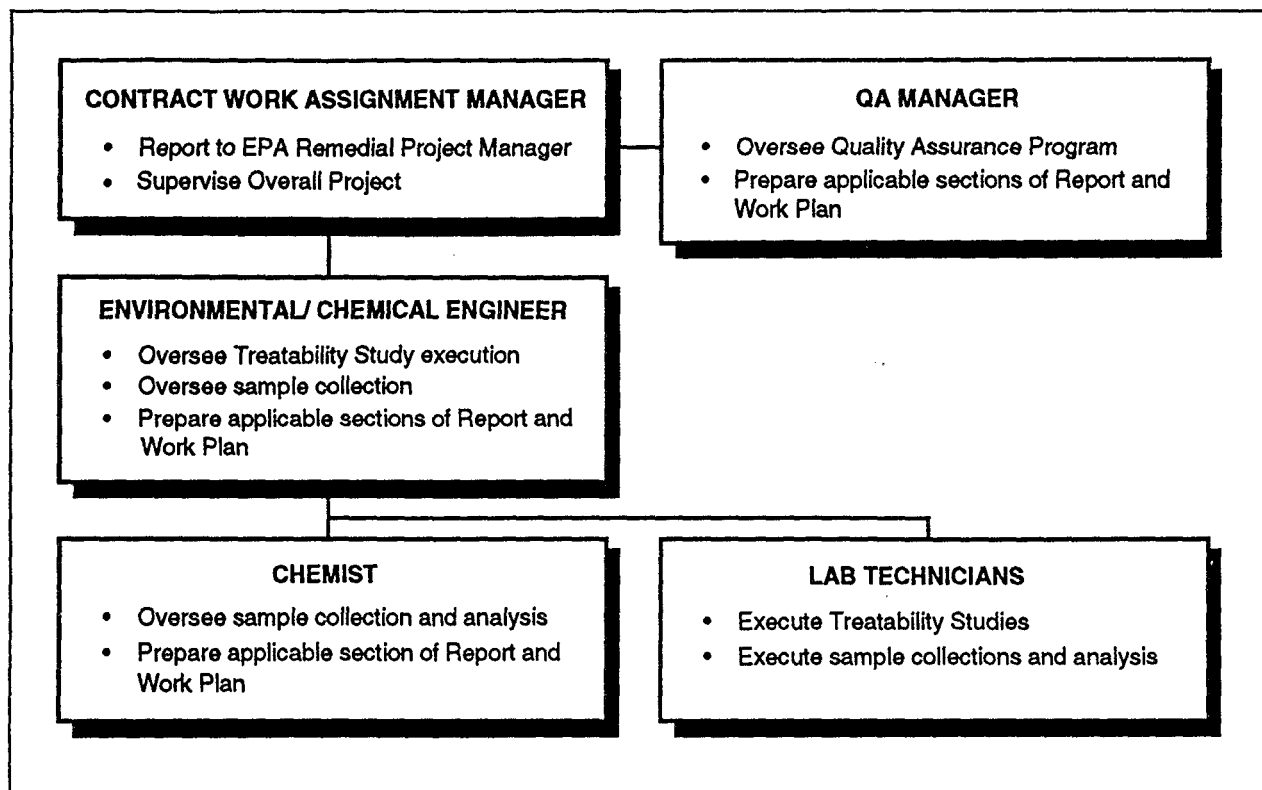 CONTRACT WORK ASSIGNMENT MANAGER
• Report to EPA Remedial Project Manager
• Supervise Overall Project
QA MANAGER
• Oversee Quality Assurance Program
• Prepare applicable sections of Report and
Work Plan
ENVIRONMENTAL/ CHEMICAL ENGINEER
• Oversee Treatability Study execution
• Oversee sample collection
• Prepare applicable sections of Report and
Work Plan
CHEMIST
• Oversee sample collection and analysis
• Prepare applicable section of Report and
Work Plan
LAB TECHNICIANS
• Execute Treatability Studies
• Execute sample collections and analysis